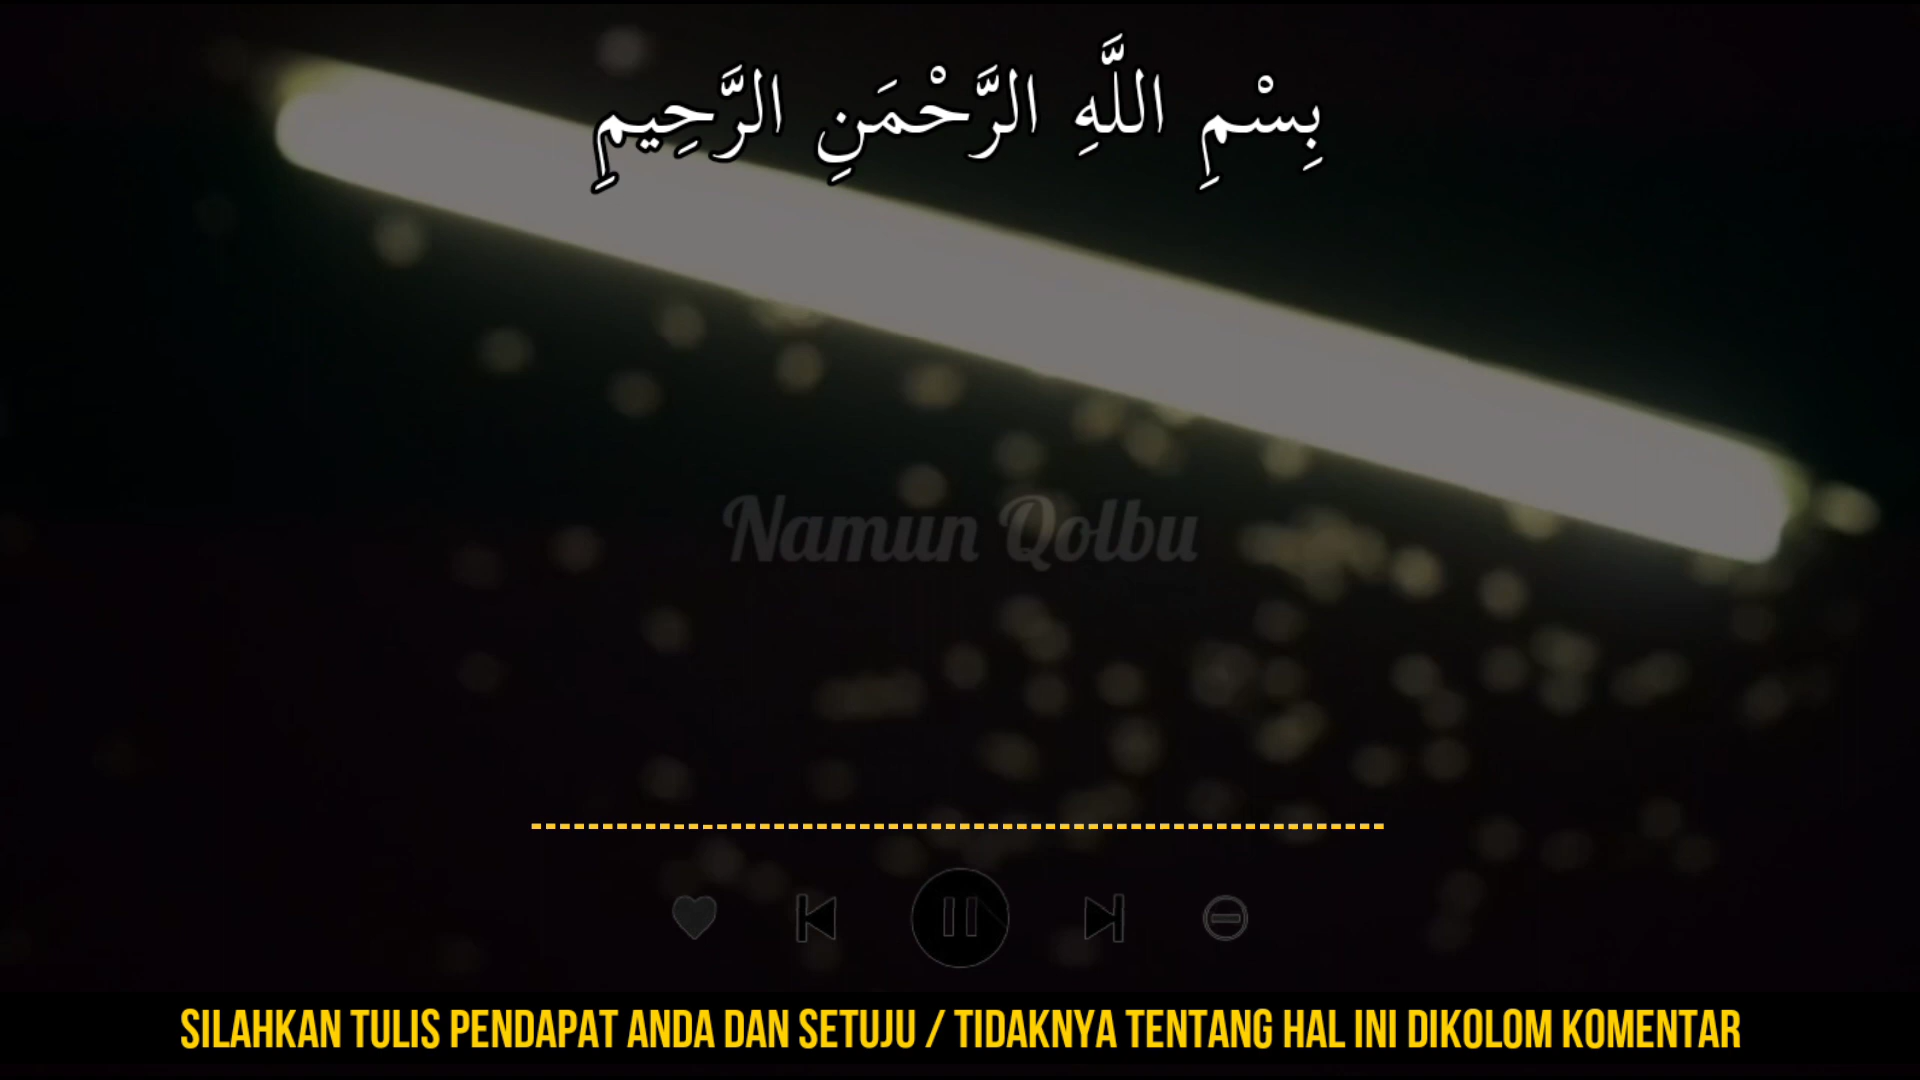 بِسْمِ اللَّهِ الرَّحْمَنِ الرَّحِيمِ
Namun Qolbu
SILAHKAN TULIS PENDAPAT ANDA DAN SETUJU / TIDAKNYA TENTANG HAL INI DIKOLOM KOMENTAR